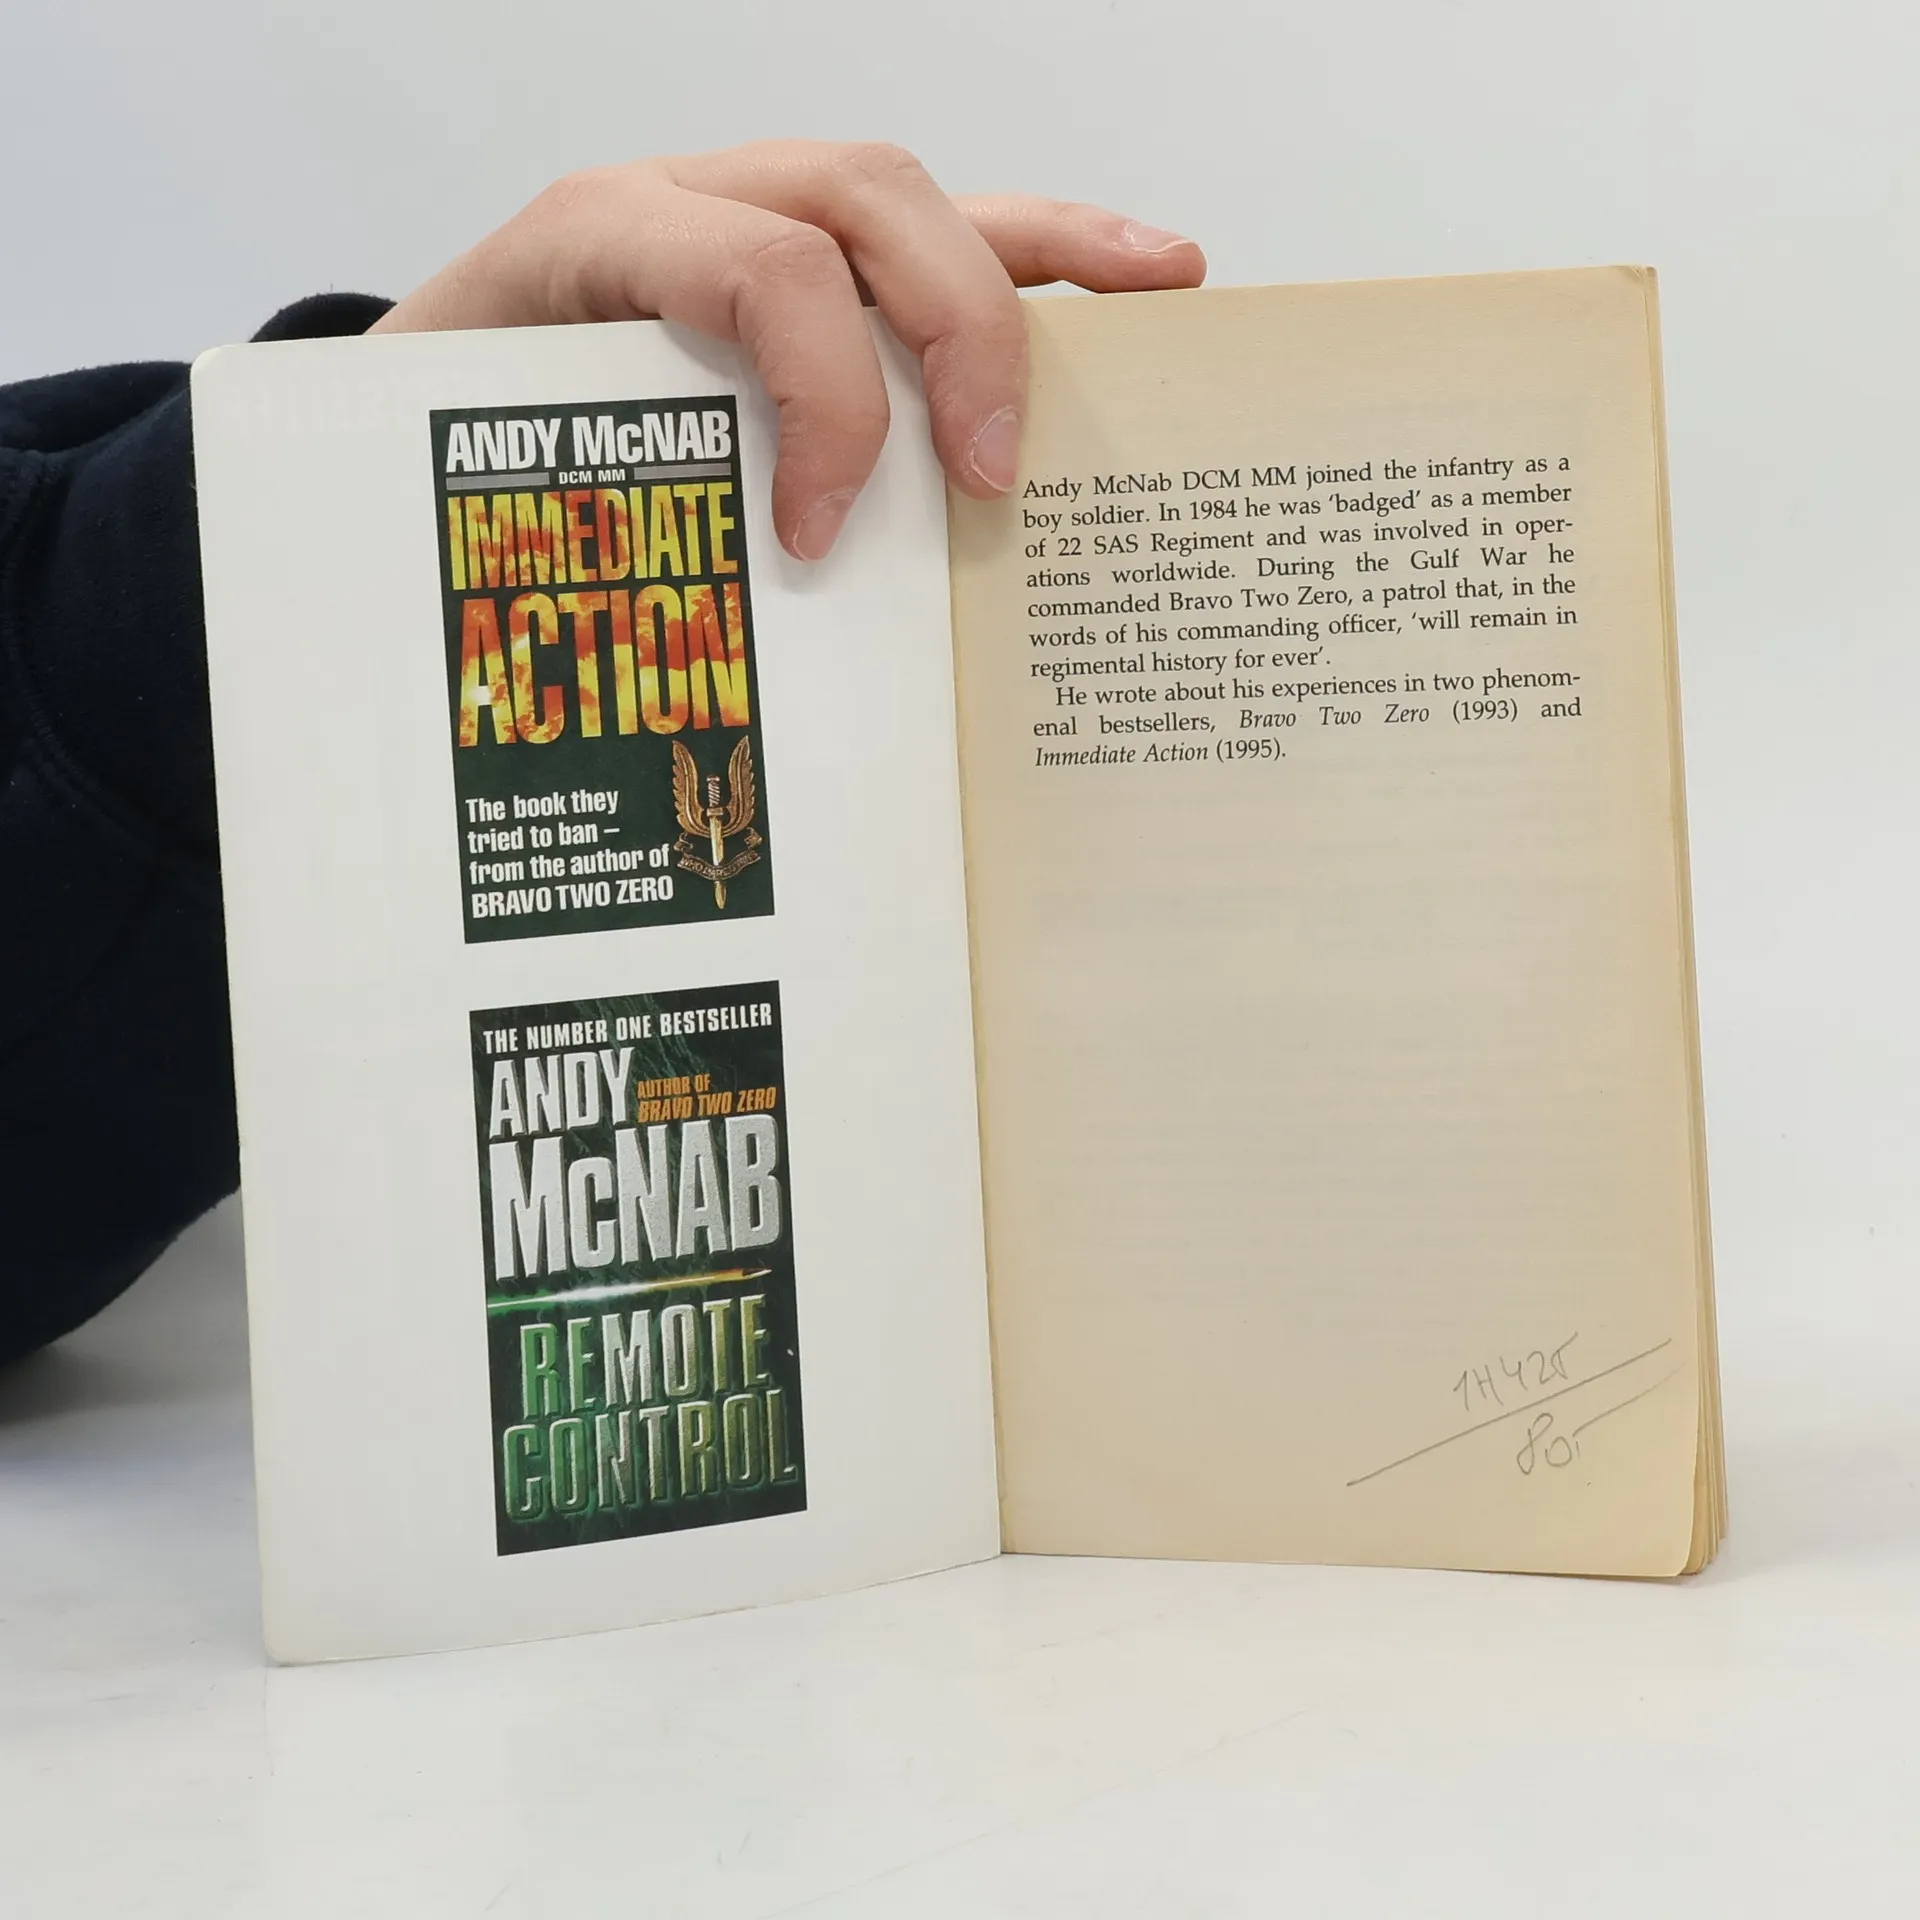 ANDY McNAB
DCM MM
IMMEDIATE
ACTION
The book they
tried to ban –
from the author of
BRAVO TWO ZERO
THE NUMBER ONE BESTSELLER
ANDY
AUTHOR OF
BRAVO TWO ZERO
McNAB
REMOTE
CONTROL
Andy McNab DCM MM joined the infantry as a
boy soldier. In 1984 he was ‘badged’ as a member
of 22 SAS Regiment and was involved in oper-
ations worldwide. During the Gulf War he
commanded Bravo Two Zero, a patrol that, in the
words of his commanding officer, ‘will remain in
regimental history for ever’.
He wrote about his experiences in two phenom-
enal bestsellers, Bravo Two Zero (1993) and
Immediate Action (1995).